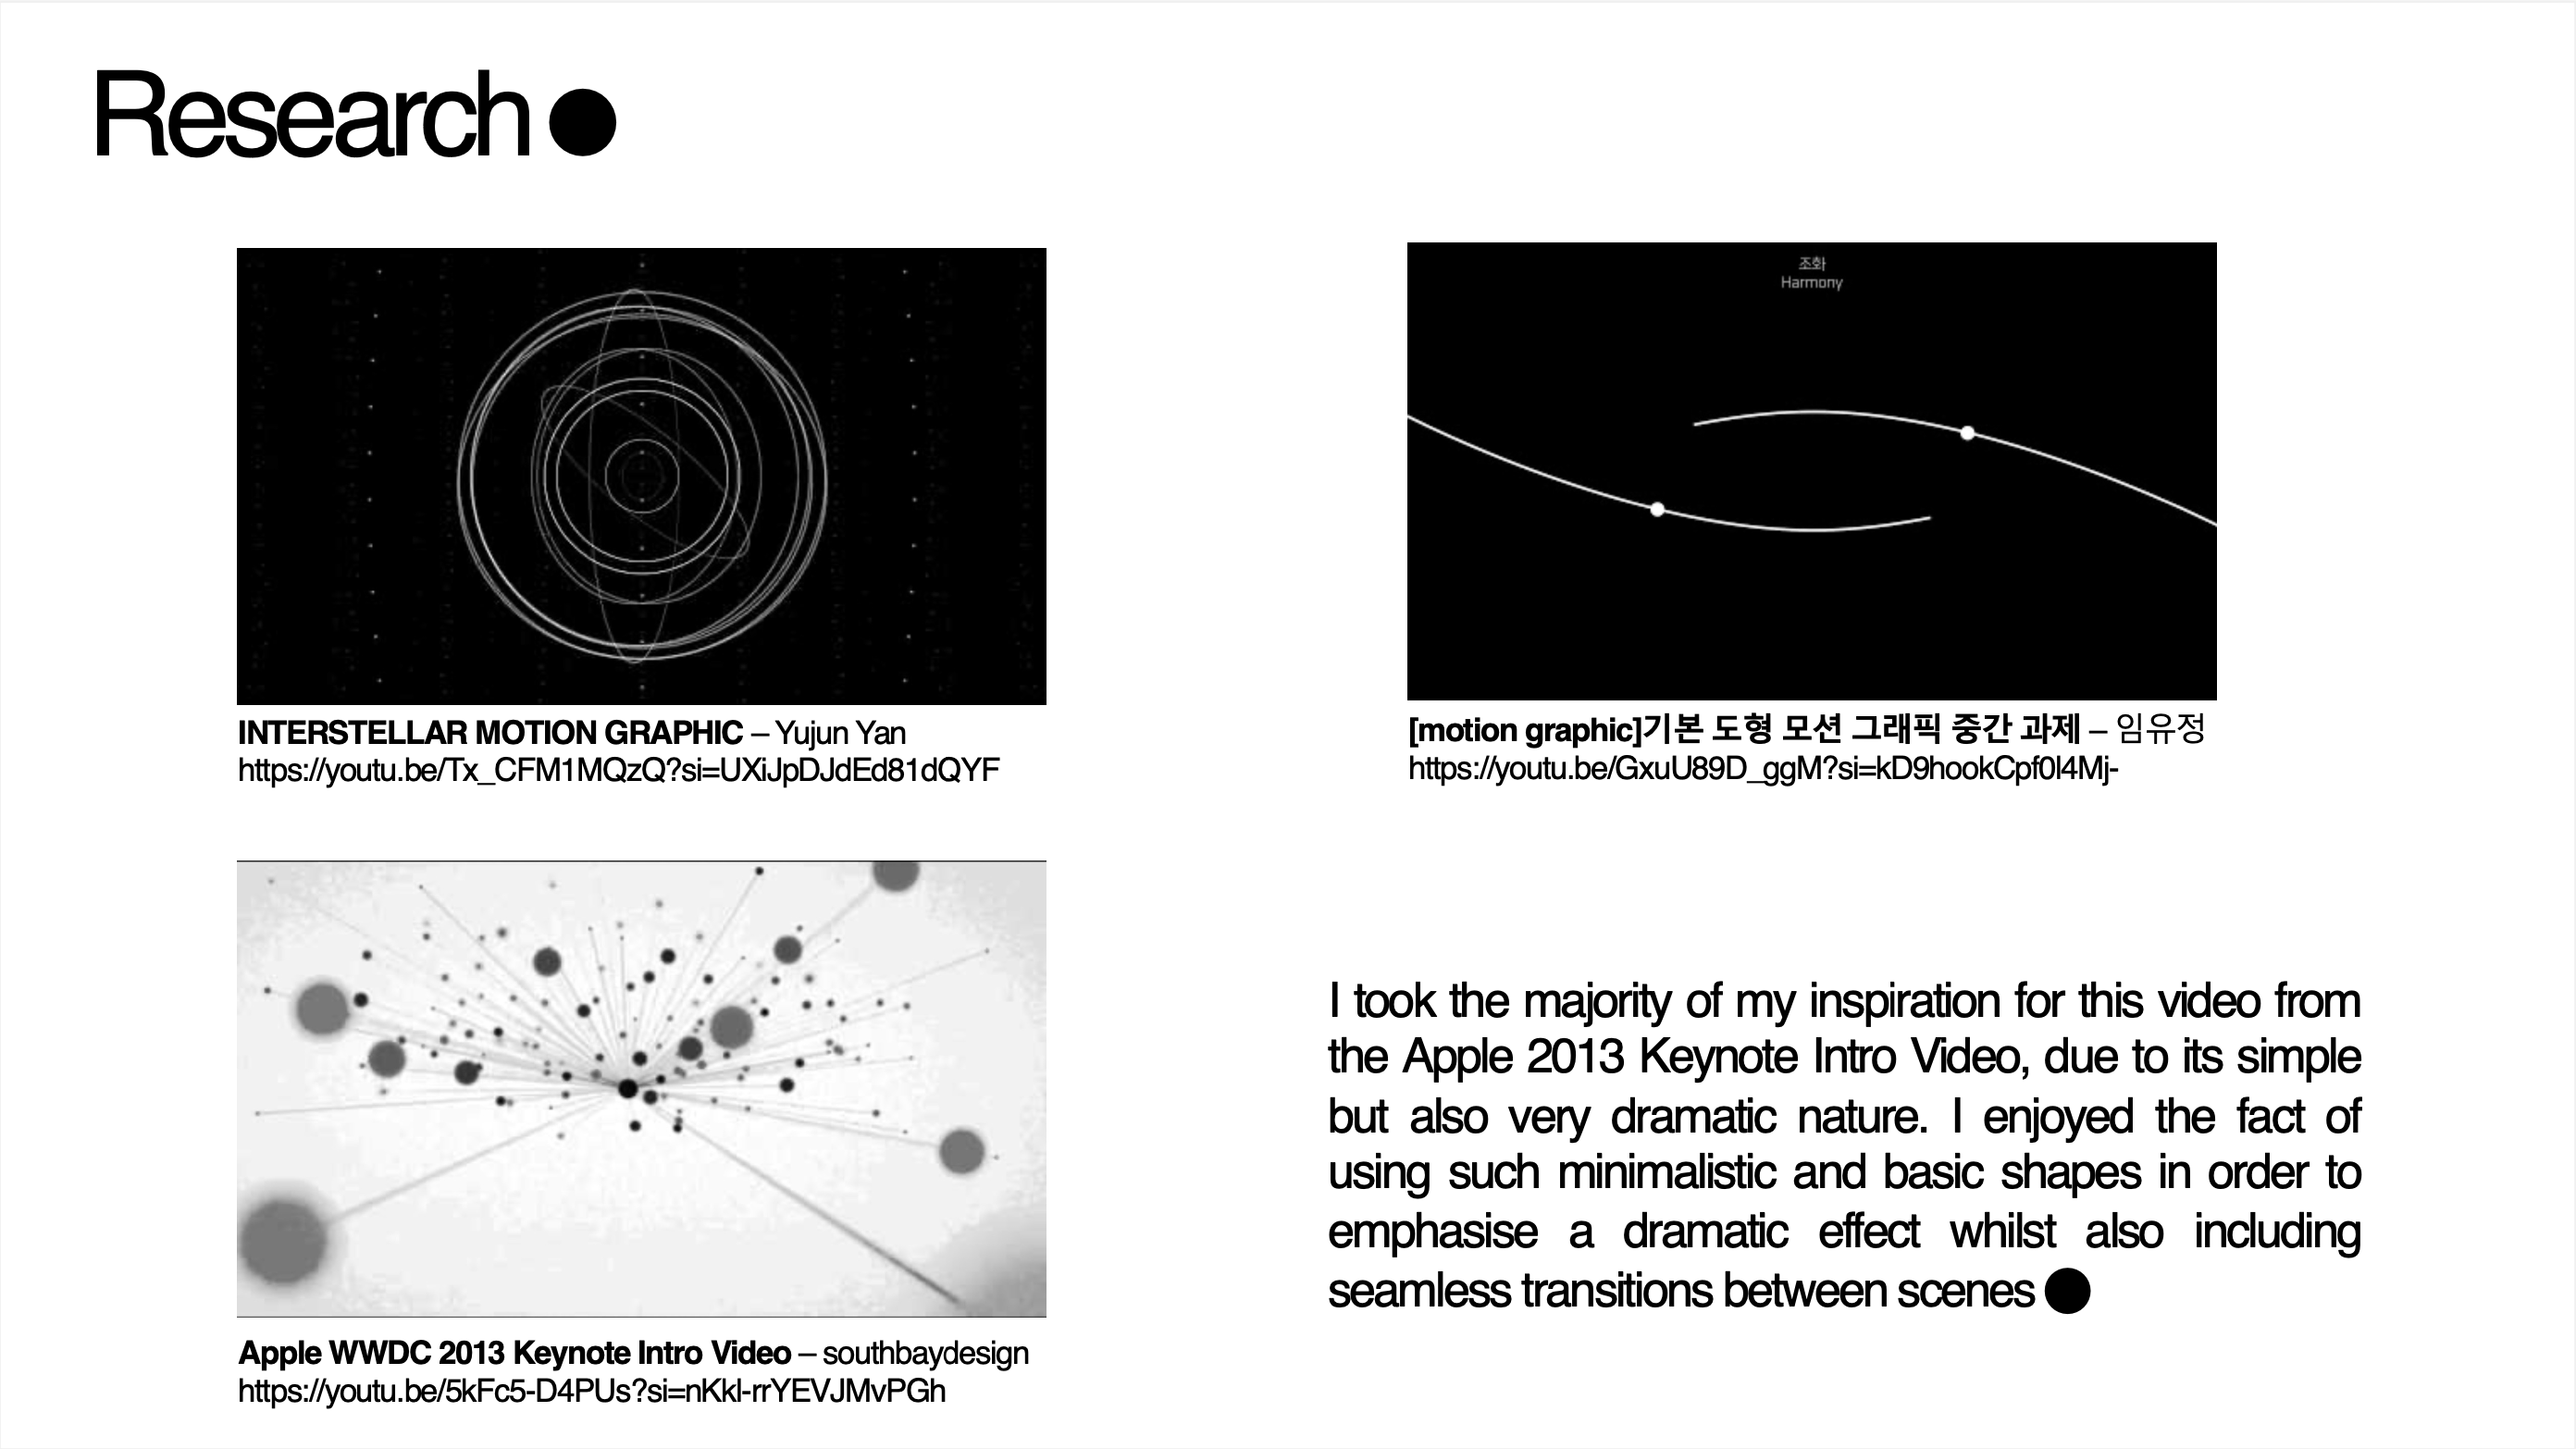 Research
조화
Harmony
INTERSTELLAR MOTION GRAPHIC – Yujun Yan
https://youtu.be/Tx_CFM1MQzQ?si=UXiJpDJdEd81dQYF
[motion graphic]기본 도형 모션 그래픽 중간 과제 – 임유정
https://youtu.be/GxuU89D_ggM?si=kD9hookCpf0l4Mj-
Apple WWDC 2013 Keynote Intro Video – southbaydesign
https://youtu.be/5kFc5-D4PUs?si=nKkl-rrYEVJMvPGh
I took the majority of my inspiration for this video from
the Apple 2013 Keynote Intro Video, due to its simple
but also very dramatic nature. I enjoyed the fact of
using such minimalistic and basic shapes in order to
emphasise a dramatic effect whilst also including
seamless transitions between scenes